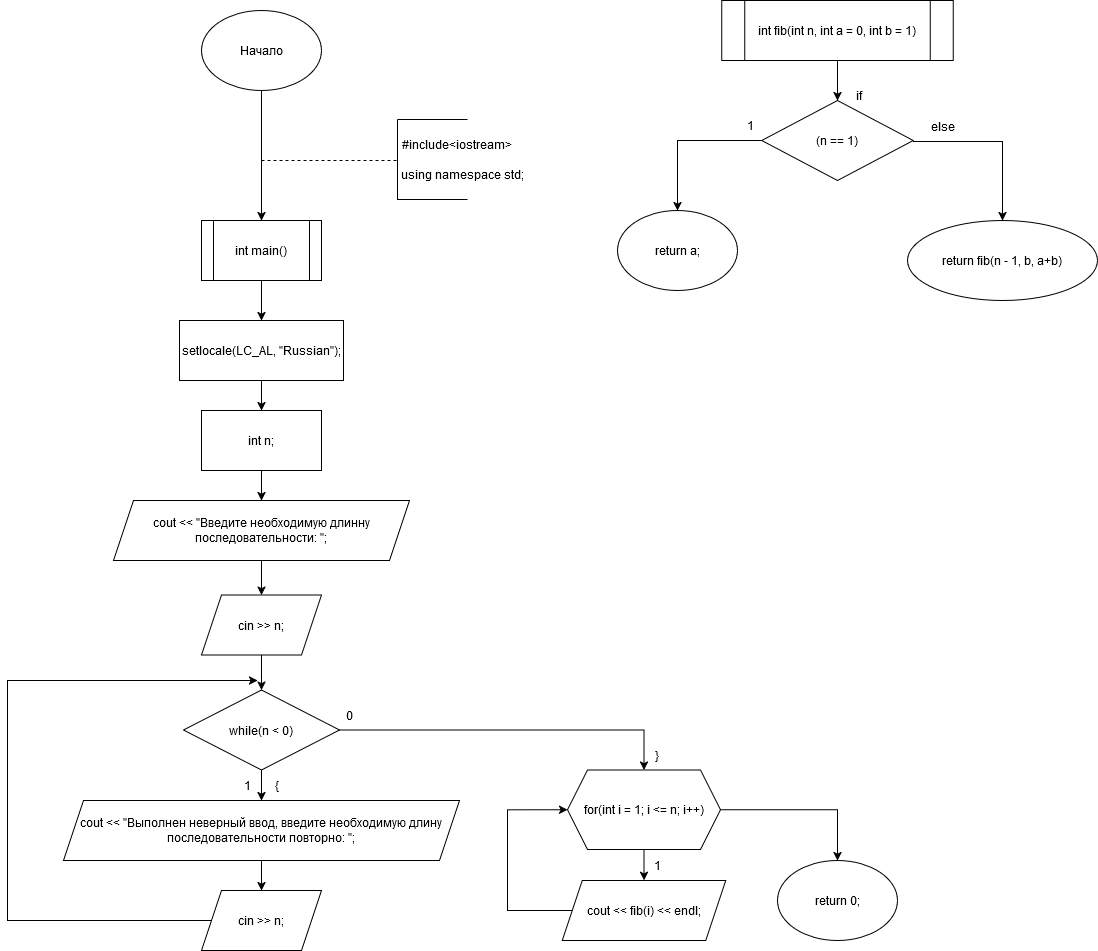 Начало
#include<iostream>
using namespace std;
int main()
setlocale(LC_AL, "Russian");
int n;
cout << "Введите необходимую длинну
последовательности: ";
cin >> n;
while(n < 0)
0
1
{
cout << "Выполнен неверный ввод, введите необходимую длину
последовательности повторно: ";
cin >> n;
}
for(int i = 1; i <= n; i++)
1
cout << fib(i) << endl;
return 0;
int fib(int n, int a = 0, int b = 1)
if
(n == 1)
1
else
return a;
return fib(n - 1, b, a+b)